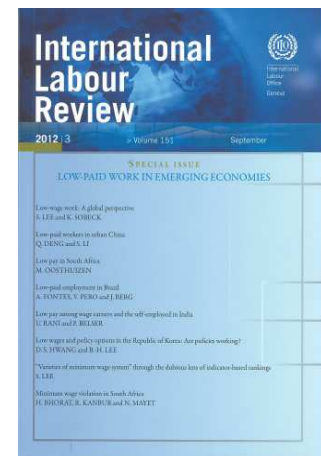 International
Labour
Review
International
Labour
Office
Geneva
2012 | 3
» Volume 151
September
SPECIAL ISSUE
LOW-PAID WORK IN EMERGING ECONOMIES
Low-wage work: A global perspective
S. LEE and K. SOBECK
Low-paid workers in urban China
Q. DENG and S. LI
Low pay in South Africa
M. OOSTHUIZEN
Low-paid employment in Brazil
A. FONTES, V. PERO and J. BERG
Low pay among wage earners and the self-employed in India
U. RANI and P. BELSER
Low wages and policy options in the Republic of Korea: Are policies working?
D. S. HWANG and B.-H. LEE
"Varieties of minimum wage system" through the dubious lens of indicator-based rankings
S. LEE
Minimum wage violation in South Africa
H. BHORAT, R. KANBUR and N. MAYET